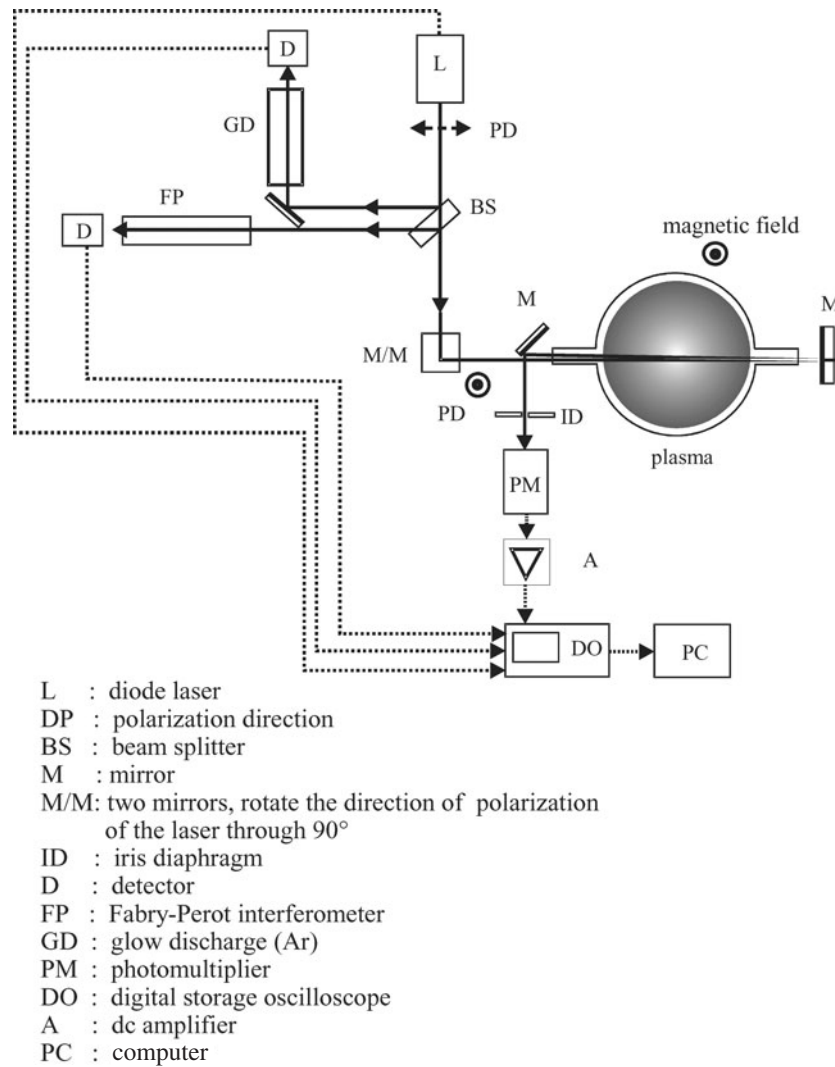 D
L
GD
PD
FP
BS
D
magnetic field
M
M
M/M
PD
ID
plasma
PM
A
DO
PC
L : diode laser
DP : polarization direction
BS : beam splitter
M : mirror
M/M: two mirrors, rotate the direction of polarization
of the laser through 90°
ID : iris diaphragm
D : detector
FP : Fabry-Perot interferometer
GD : glow discharge (Ar)
PM : photomultiplier
DO : digital storage oscilloscope
A : dc amplifier
PC : computer